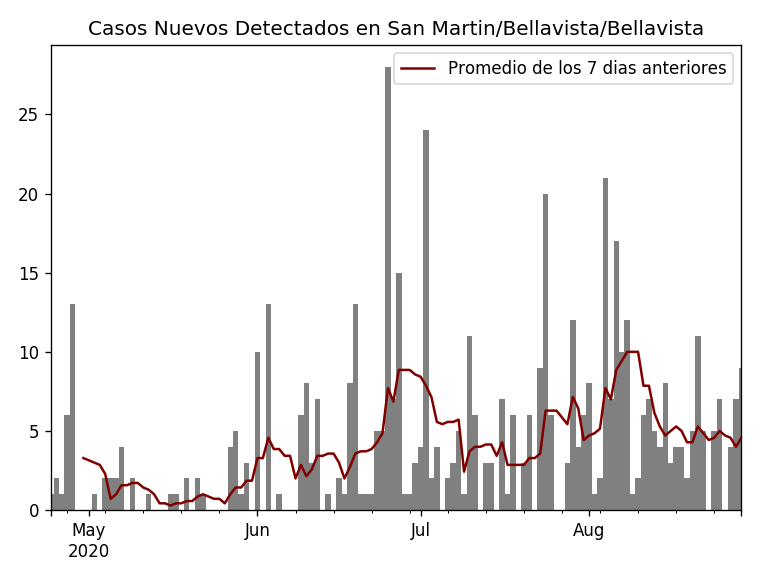 Casos Nuevos Detectados en San Martin/Bellavista/Bellavista
Promedio de los 7 dias anteriores
25
20
15
10
5
0
May
2020
Jun
Jul
Aug